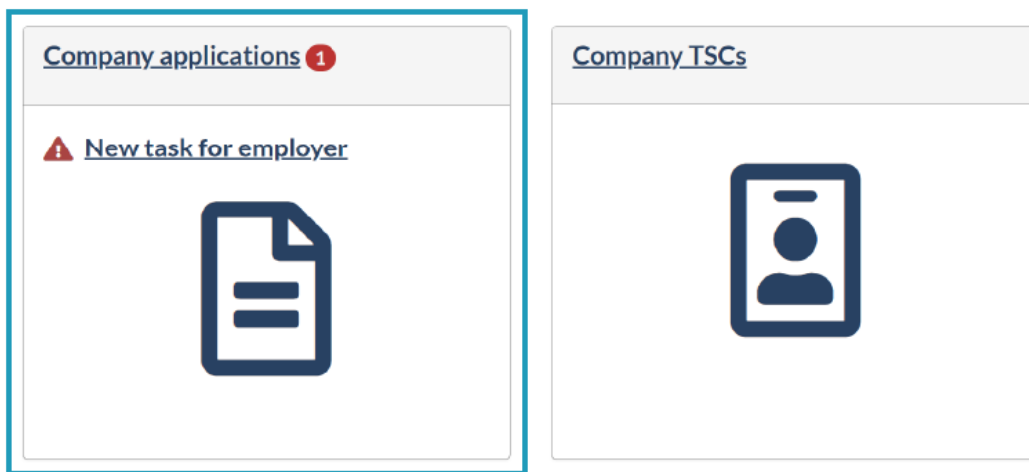 Company applications 1
New task for employer
Company TSCs